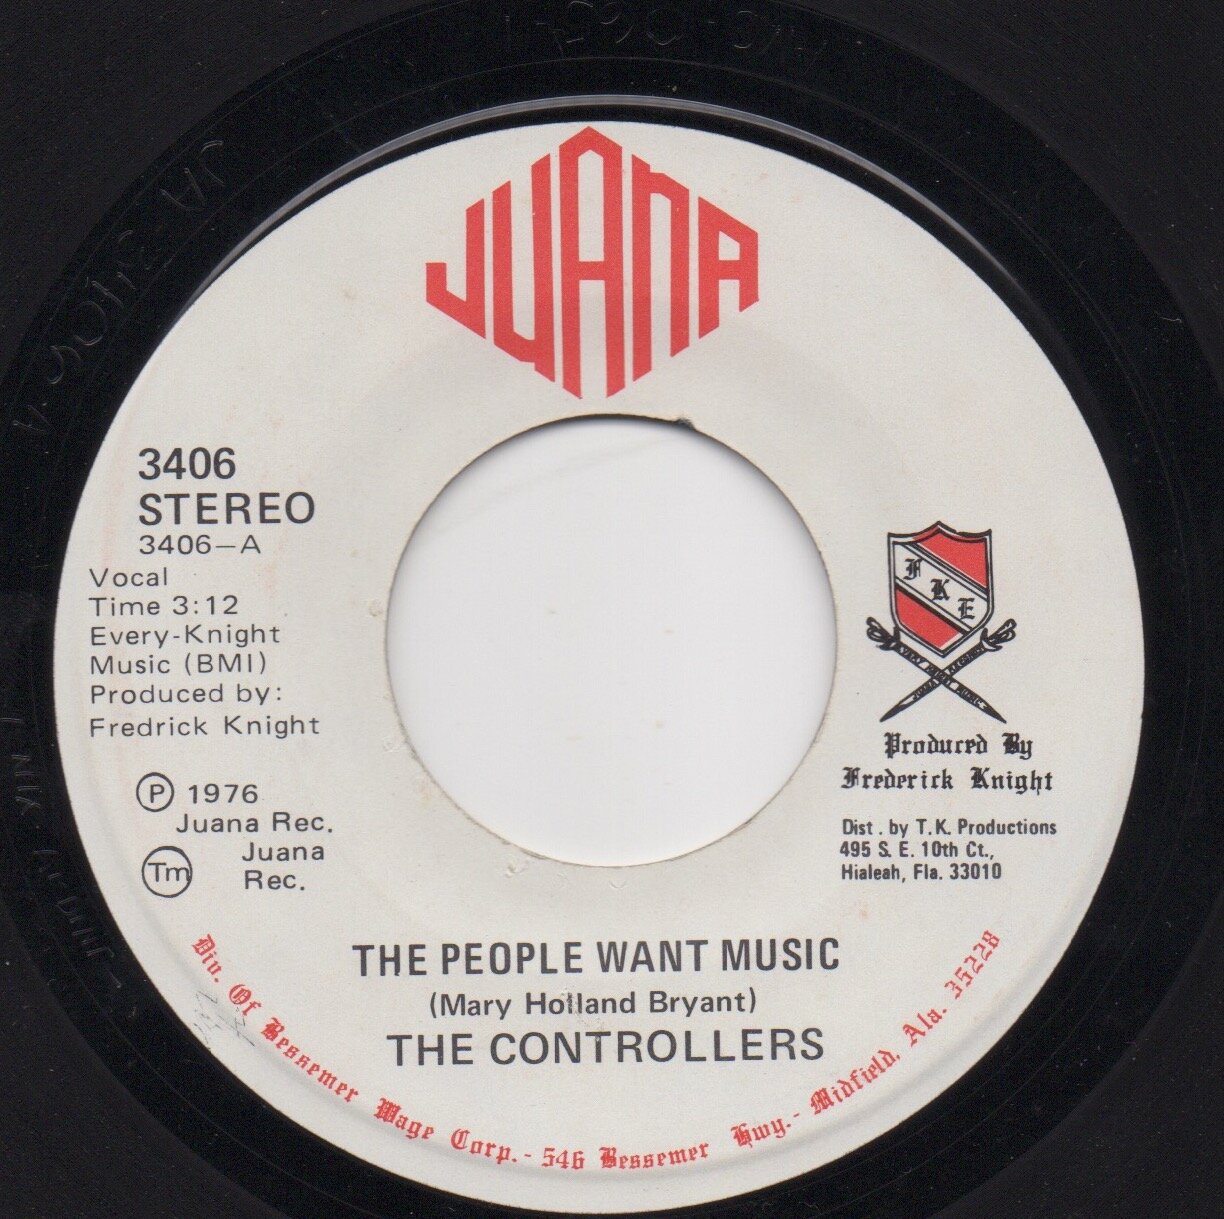 JUANA
3406
STEREO
3406-A
Vocal
Time 3:12
Every-Knight
Music (BMI)
Produced by:
Fredrick Knight
Ⓟ 1976
Juana Rec.
Tm Juana
Rec.
F K E
Produced By
Frederick Knight
Dist. by T.K. Productions
495 S. E. 10th Ct.,
Hialeah, Fla. 33010
THE PEOPLE WANT MUSIC
(Mary Holland Bryant)
THE CONTROLLERS
Div. Of Bessemer Wage Corp. - 546 Bessemer Hwy. - Midfield, Ala. 35228